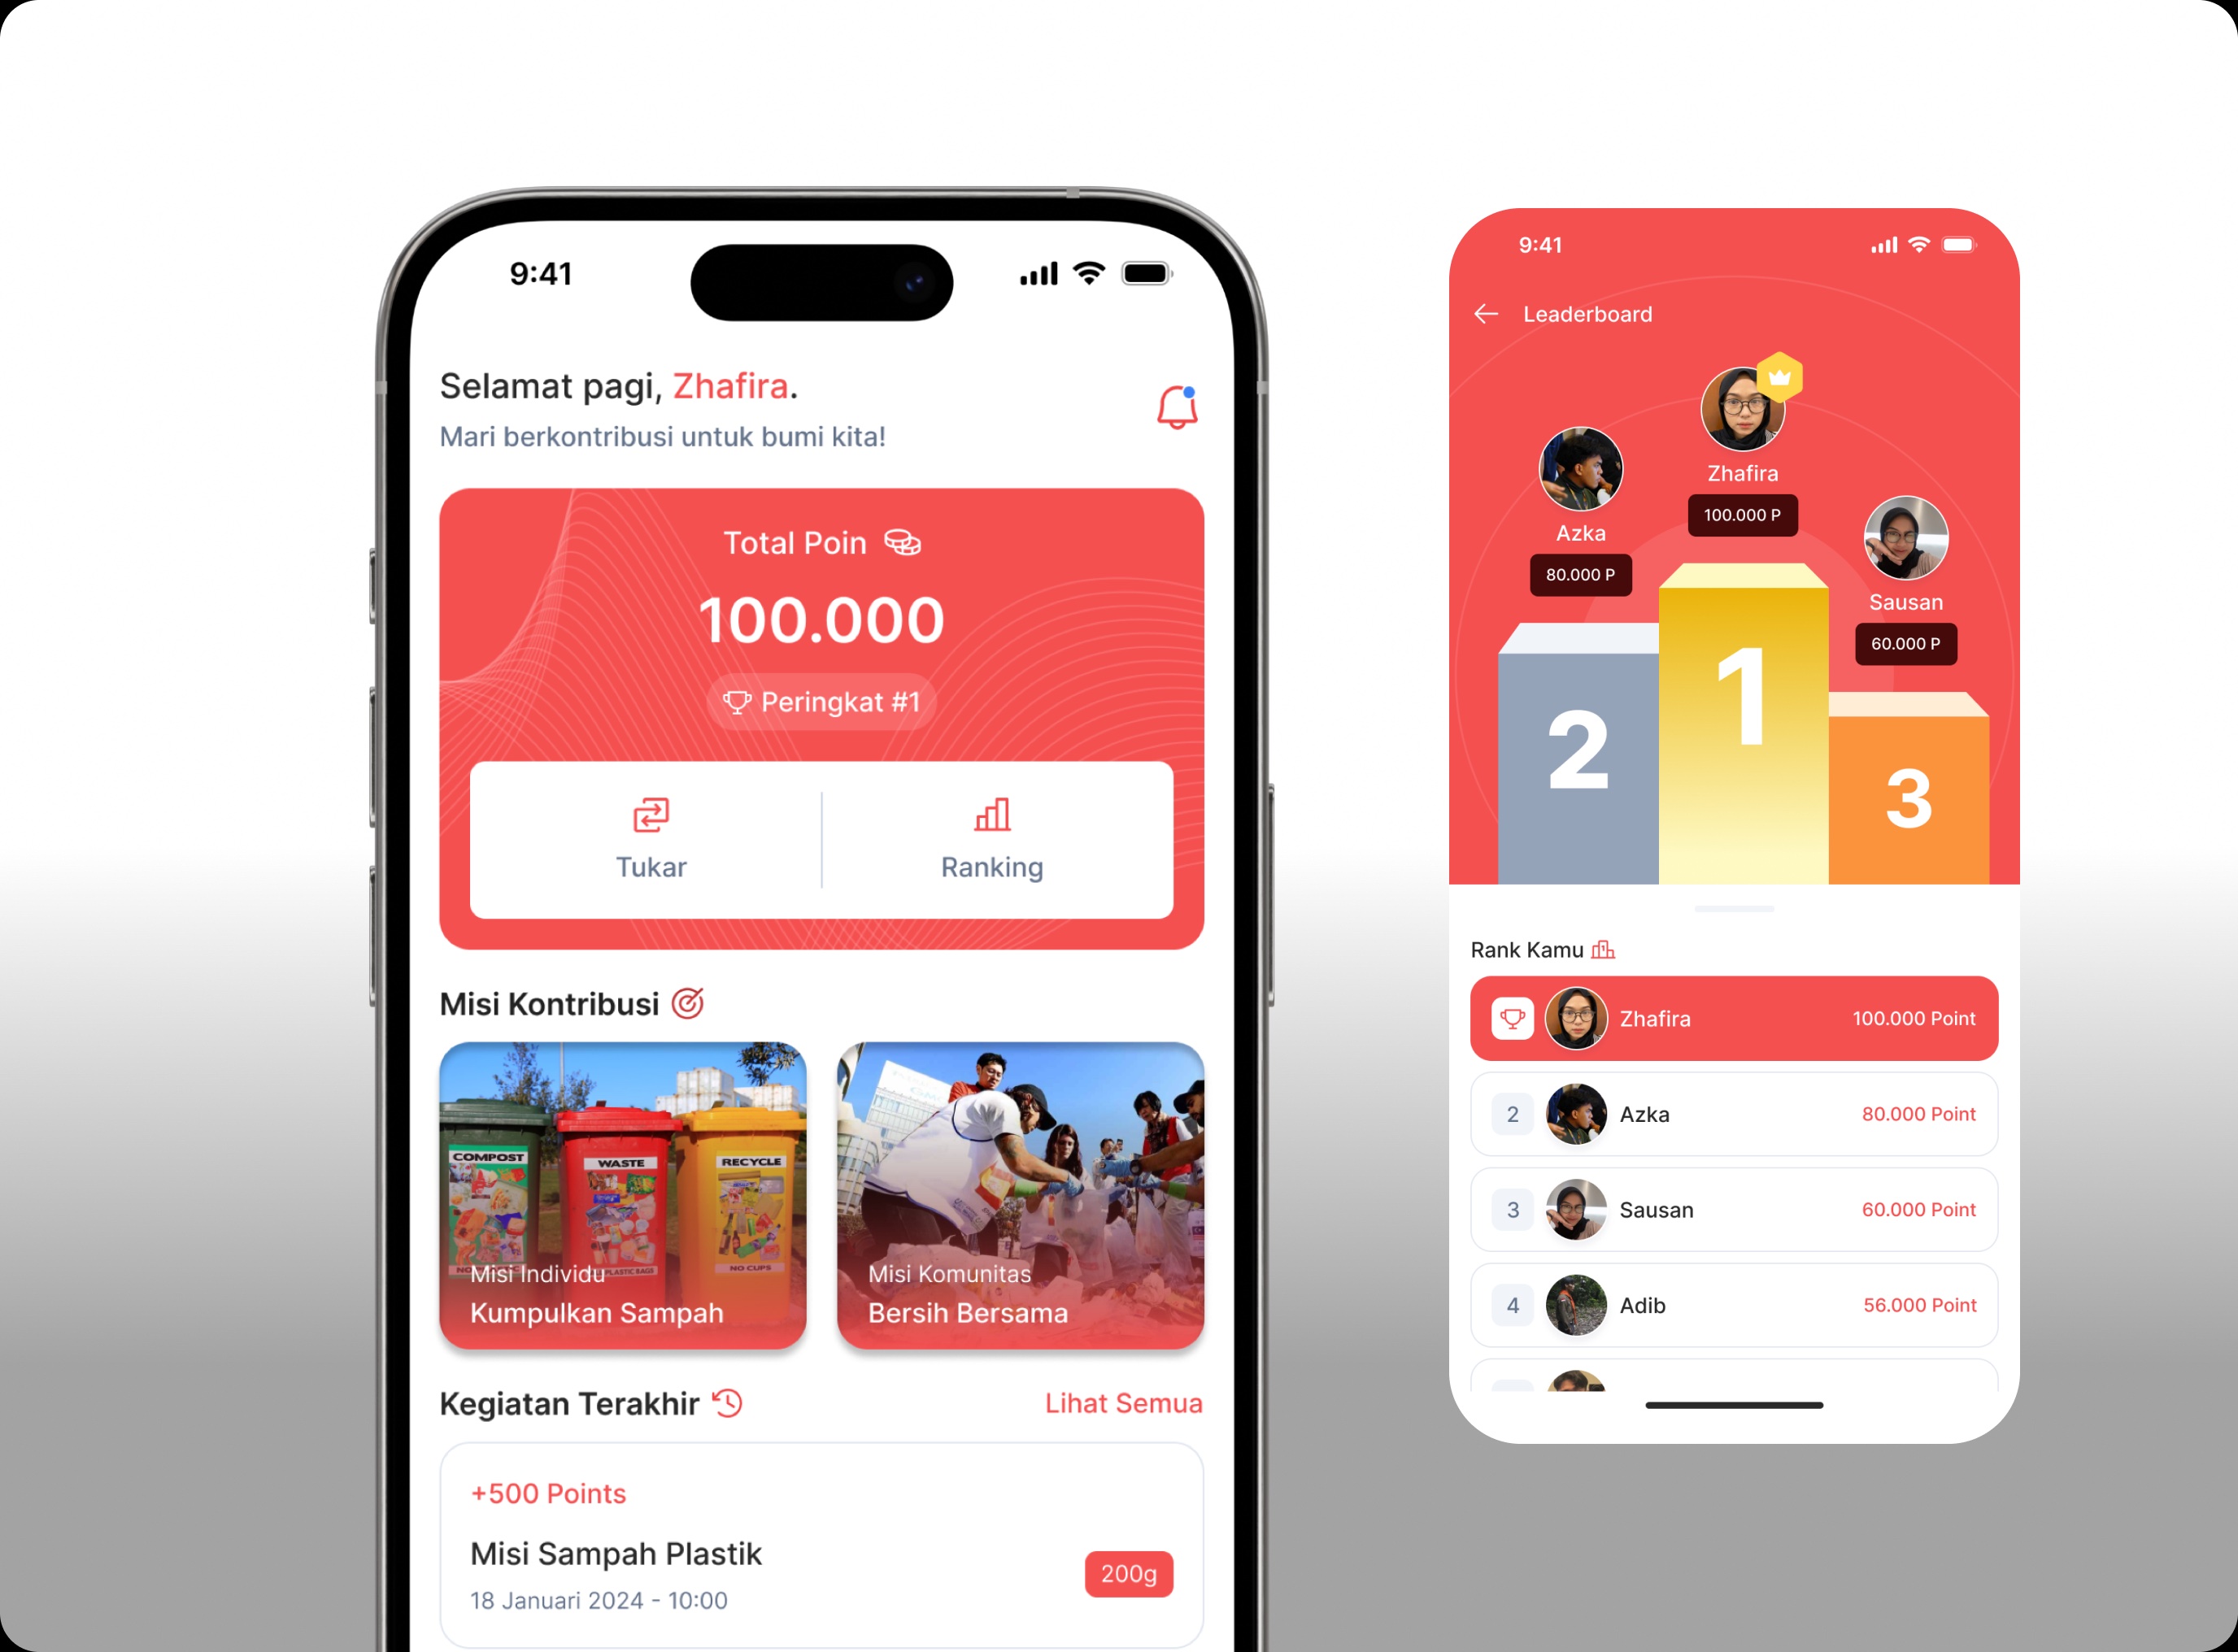 9:41
Selamat pagi, Zhafira.
Mari berkontribusi untuk bumi kita!
Total Poin
100.000
Peringkat #1
Tukar
Ranking
Misi Kontribusi
COMPOST
WASTE
RECYCLE
PLASTIC BAGS
NO CUPS
Misi Individu
Kumpulkan Sampah
Misi Komunitas
Bersih Bersama
Kegiatan Terakhir
Lihat Semua
+500 Points
Misi Sampah Plastik
200g
18 Januari 2024 - 10:00
9:41
Leaderboard
Zhafira
100.000 P
Azka
80.000 P
Sausan
60.000 P
1
2
3
Rank Kamu
Zhafira
100.000 Point
2
Azka
80.000 Point
3
Sausan
60.000 Point
4
Adib
56.000 Point